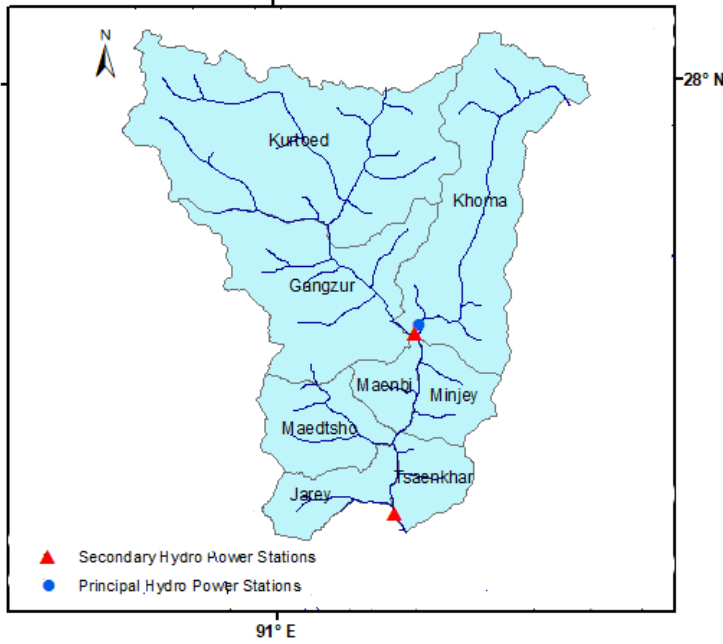 N
28° N
Kurtoed
Khoma
Gangzur
Maenbi
Minjey
Maedtsho
Tsaenkhar
Jarey
Secondary Hydro Power Stations
Principal Hydro Power Stations
91° E